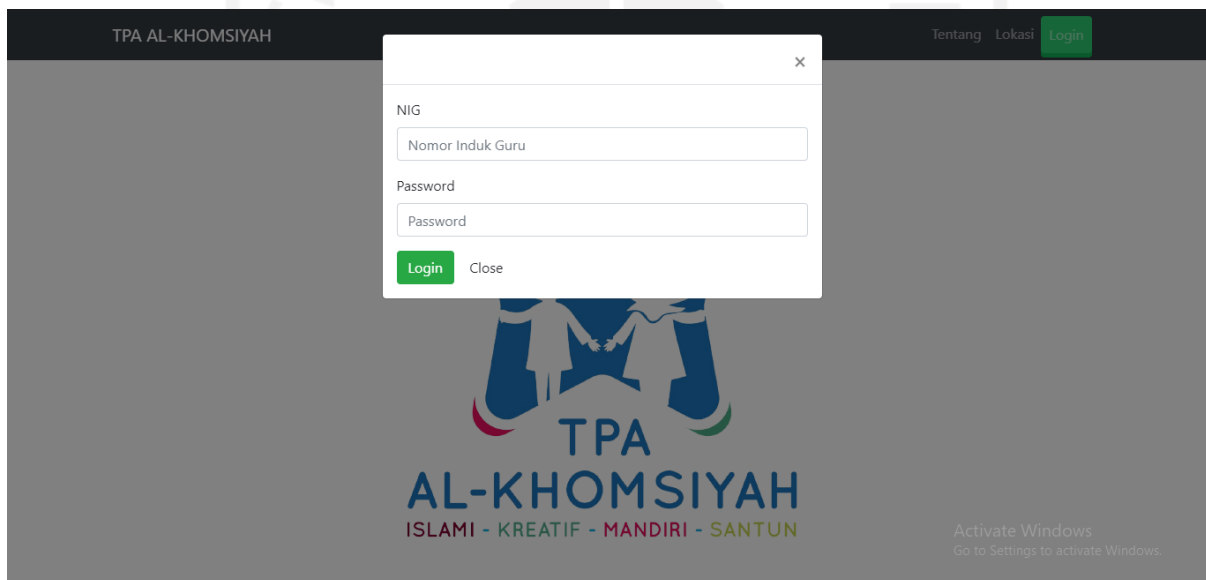 TPA AL-KHOMSIYAH
Tentang Lokasi Login
×
NIG
Nomor Induk Guru
Password
Password
Login Close
TPA
AL-KHOMSIYAH
ISLAMI - KREATIF - MANDIRI - SANTUN
Activate Windows
Go to Settings to activate Windows.